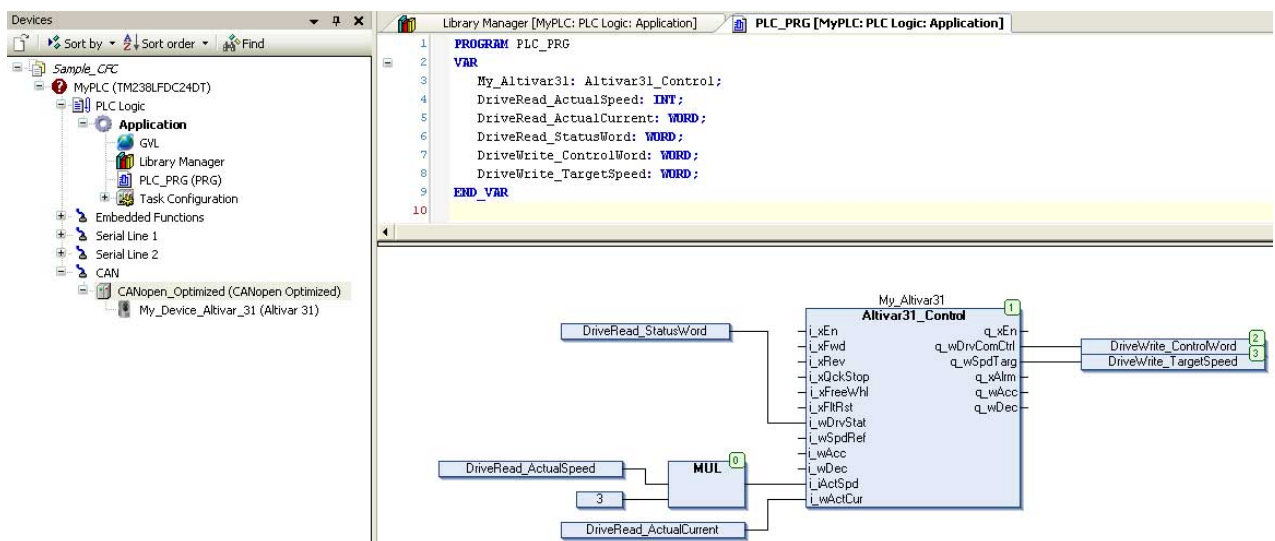 Devices
Sort by Sort order Find
Sample_CFC
MyPLC (TM238LFDC24DT)
PLC Logic
Application
GVL
Library Manager
PLC_PRG (PRG)
Task Configuration
Embedded Functions
Serial Line 1
Serial Line 2
CAN
CANopen_Optimized (CANopen Optimized)
My_Device_Altivar_31 (Altivar 31)
Library Manager [MyPLC: PLC Logic: Application]
PLC_PRG [MyPLC: PLC Logic: Application]
1 PROGRAM PLC_PRG
2 VAR
3 My_Altivar31: Altivar31_Control;
4 DriveRead_ActualSpeed: INT;
5 DriveRead_ActualCurrent: WORD;
6 DriveRead_StatusWord: WORD;
7 DriveWrite_ControlWord: WORD;
8 DriveWrite_TargetSpeed: WORD;
9 END_VAR
10
My_Altivar31
1
Altivar31_Control
DriveRead_StatusWord
i_xEn q_xEn
i_xFwd q_wDrvComCtrl
DriveWrite_ControlWord 2
i_xRev q_wSpdTarg
DriveWrite_TargetSpeed 3
i_xQckStop q_xAlrm
i_xFreeWhl q_wAcc
i_xFltRst q_wDec
i_wDrvStat
i_wSpdRef
i_wAcc
i_wDec
i_iActSpd
i_wActCur
DriveRead_ActualSpeed
MUL 0
3
DriveRead_ActualCurrent